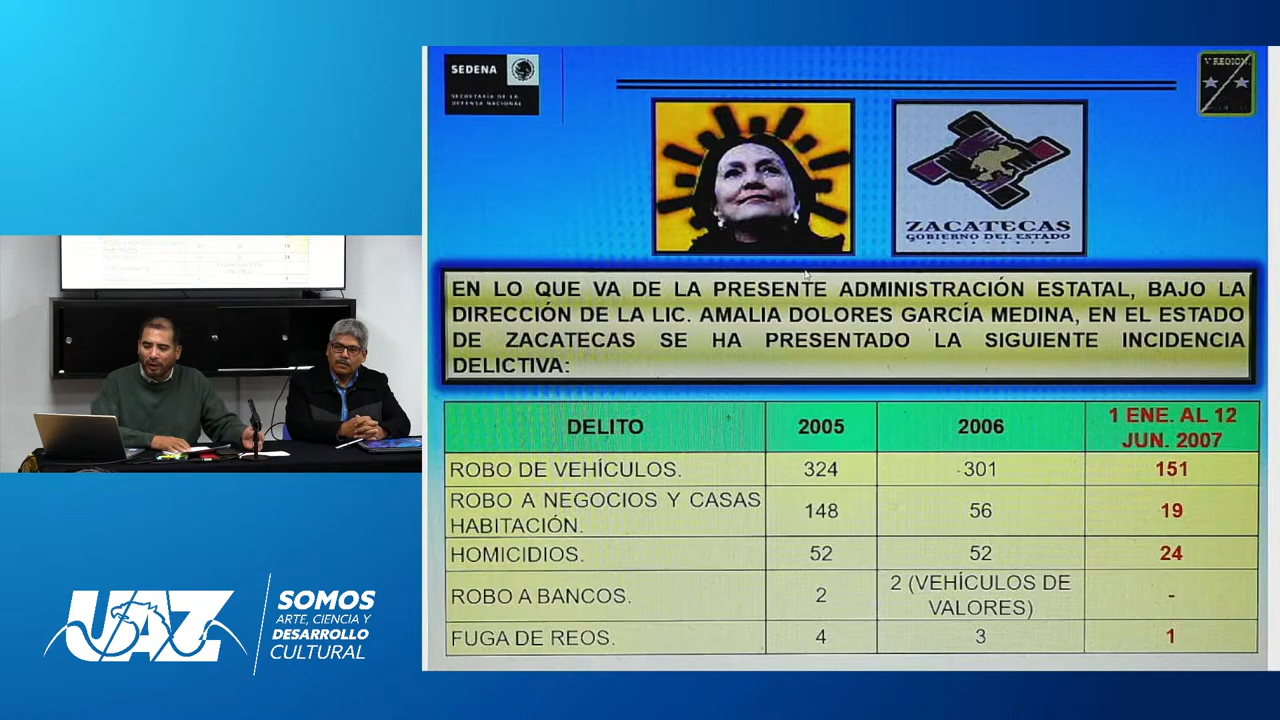 SEDENA
SECRETARÍA DE LA
DEFENSA NACIONAL
V REGION.
ZACATECAS
GOBIERNO DEL ESTADO
EN LO QUE VA DE LA PRESENTE ADMINISTRACIÓN ESTATAL, BAJO LA
DIRECCIÓN DE LA LIC. AMALIA DOLORES GARCÍA MEDINA, EN EL ESTADO
DE ZACATECAS SE HA PRESENTADO LA SIGUIENTE INCIDENCIA
DELICTIVA:
DELITO 2005 2006 1 ENE. AL 12
JUN. 2007
ROBO DE VEHÍCULOS. 324 301 151
ROBO A NEGOCIOS Y CASAS
HABITACIÓN. 148 56 19
HOMICIDIOS. 52 52 24
ROBO A BANCOS. 2 2 (VEHÍCULOS DE
VALORES) -
FUGA DE REOS. 4 3 1
UAZ
SOMOS
ARTE, CIENCIA Y
DESARROLLO
CULTURAL